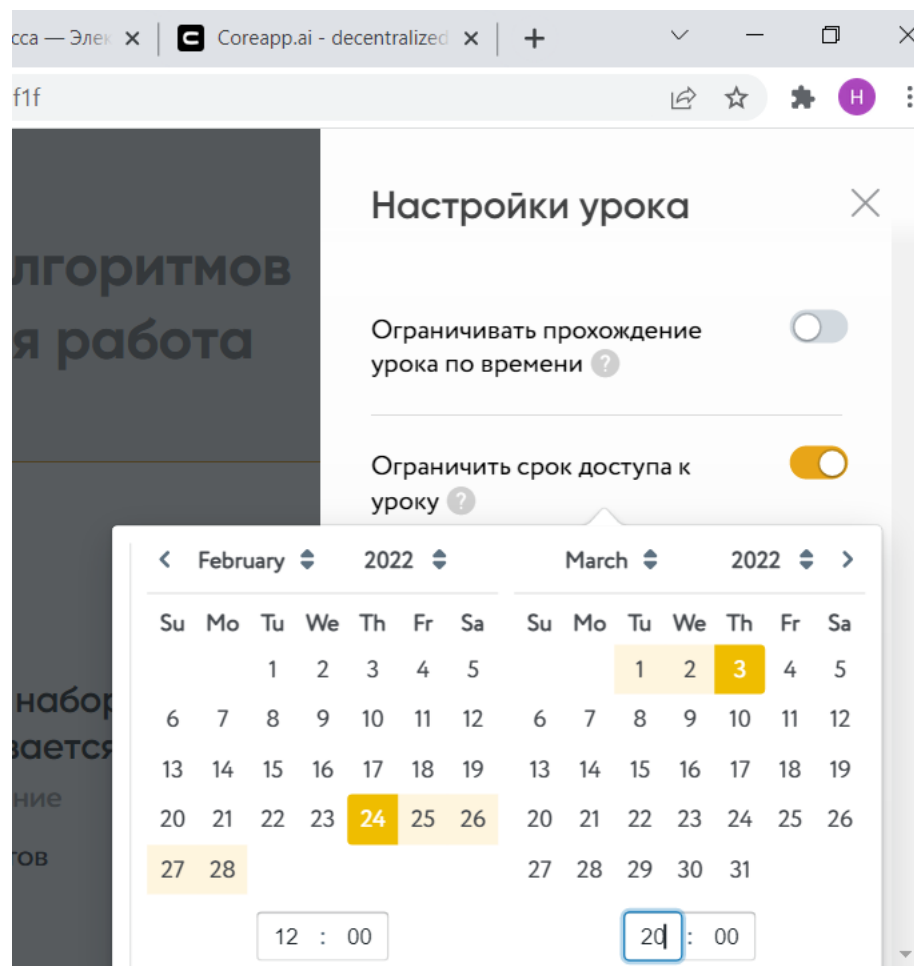 сса — Элек Coreapp.ai - decentralized
f1f
H
Настройки урока
лгоритмов
я работа
Ограничивать прохождение
урока по времени ?
Ограничить срок доступа к
уроку ?
February 2022 March 2022
Su Mo Tu We Th Fr Sa Su Mo Tu We Th Fr Sa
1 2 3 4 5 1 2 3 4 5
6 7 8 9 10 11 12 6 7 8 9 10 11 12
13 14 15 16 17 18 19 13 14 15 16 17 18 19
20 21 22 23 24 25 26 20 21 22 23 24 25 26
27 28 27 28 29 30 31
12 : 00 20 : 00
набор
вается
ние
тов